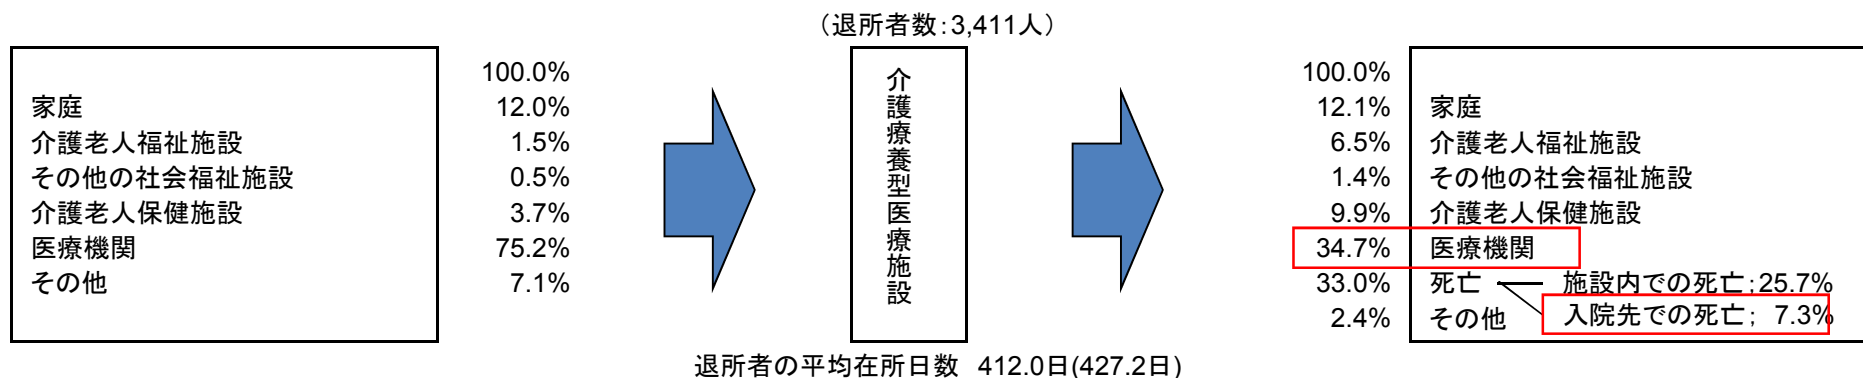 （退所者数：3,411人）
100.0%
家庭 12.0%
介護老人福祉施設 1.5%
その他の社会福祉施設 0.5%
介護老人保健施設 3.7%
医療機関 75.2%
その他 7.1%
介護療養型医療施設
100.0%
12.1% 家庭
6.5% 介護老人福祉施設
1.4% その他の社会福祉施設
9.9% 介護老人保健施設
34.7% 医療機関
33.0% 死亡 施設内での死亡；25.7%
2.4% その他 入院先での死亡； 7.3%
退所者の平均在所日数 412.0日(427.2日)